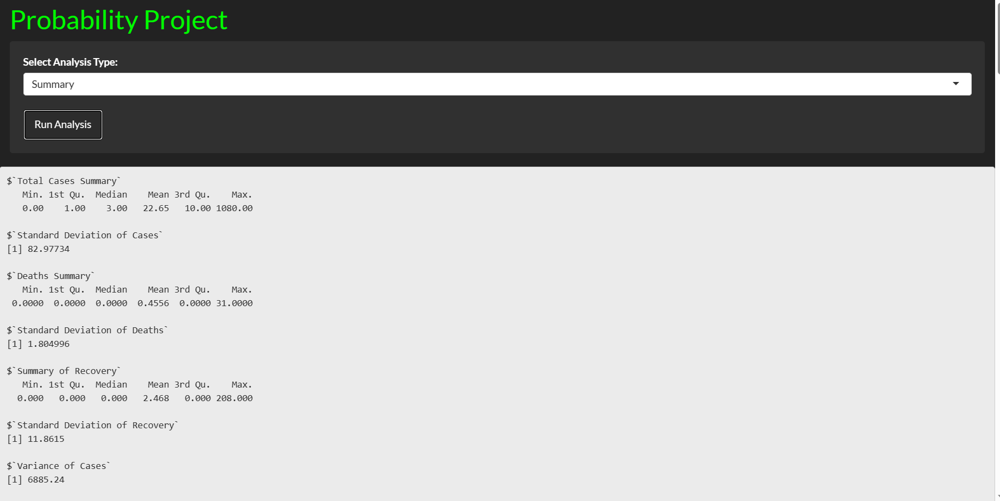 Probability Project
Select Analysis Type:
Summary
Run Analysis
$`Total Cases Summary`
   Min. 1st Qu.  Median    Mean 3rd Qu.    Max.
   0.00    1.00    3.00   22.65   10.00 1080.00
$`Standard Deviation of Cases`
[1] 82.97734
$`Deaths Summary`
   Min. 1st Qu.  Median    Mean 3rd Qu.    Max.
 0.0000  0.0000  0.0000  0.4556  0.0000 31.0000
$`Standard Deviation of Deaths`
[1] 1.804996
$`Summary of Recovery`
   Min. 1st Qu.  Median    Mean 3rd Qu.    Max.
  0.000   0.000   0.000   2.468   0.000 208.000
$`Standard Deviation of Recovery`
[1] 11.8615
$`Variance of Cases`
[1] 6885.24